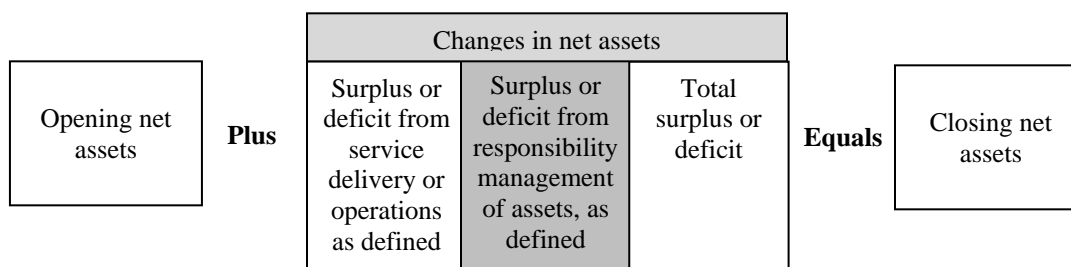 Changes in net assets
Opening net
assets
Plus
Surplus or
deficit from
service
delivery or
operations
as defined
Surplus or
deficit from
responsibility
management
of assets, as
defined
Total
surplus or
deficit
Equals
Closing net
assets